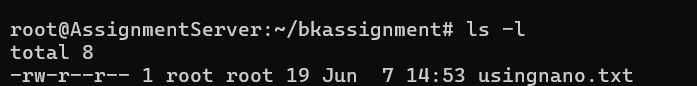 root@AssignmentServer:~/bkassignment# ls -l
total 8
-rw-r--r-- 1 root root 19 Jun  7 14:53 usingnano.txt